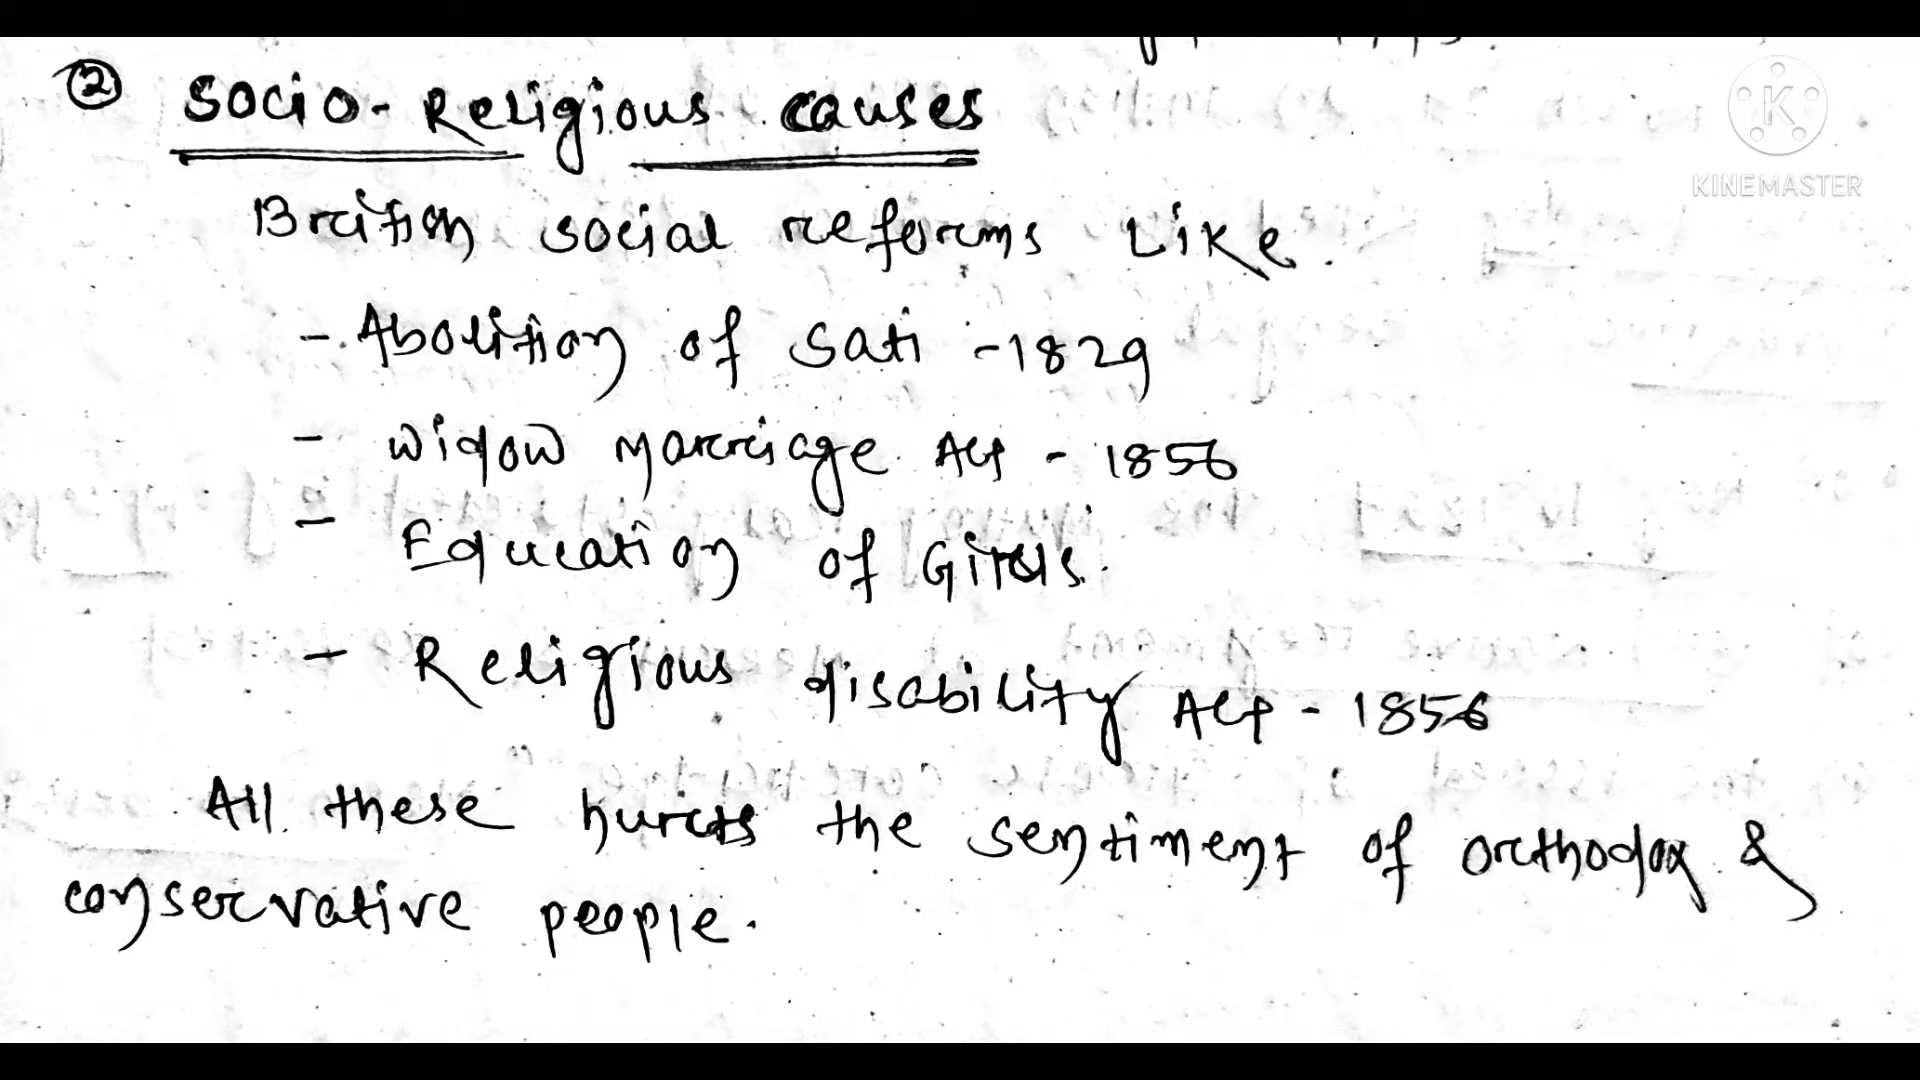 ② Socio-Religious causes
KINEMASTER
British social reforms Like.
- Abolition of Sati - 1829
- Widow Marriage Act - 1856
- Education of Girls.
- Religious disability Act - 1856
All these hurts the sentiment of orthodox &
conservative people.